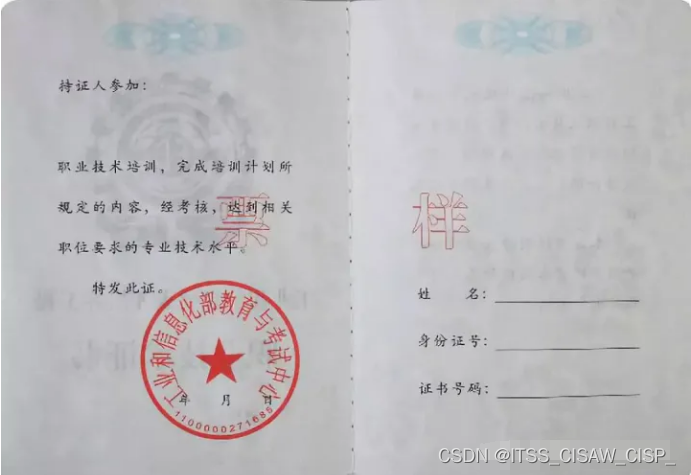 持证人参加：
职业技术培训，完成培训计划所
规定的内容，经考核，达到相关
职位要求的专业技术水平。
特发此证。
工业和信息化部教育与考试中心
年 月 日
1100000271685
票 样
姓 名：
身份证号：
证书号码：
CSDN @ITSS_CISAW_CISP_